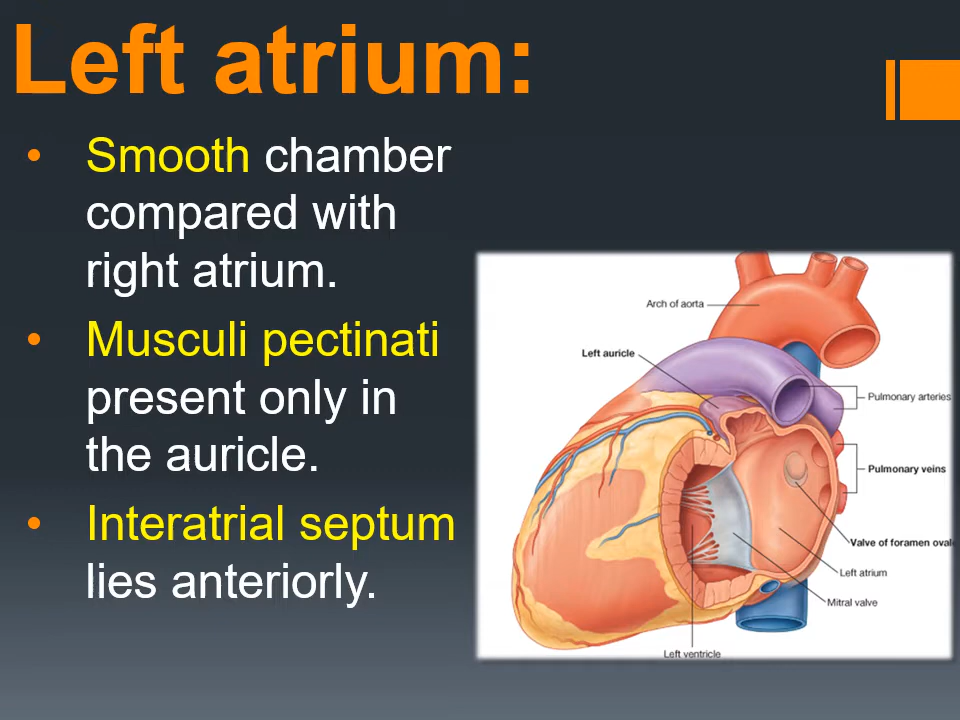 Left atrium:
• Smooth chamber
compared with
right atrium.
• Musculi pectinati
present only in
the auricle.
• Interatrial septum
lies anteriorly.
Arch of aorta
Left auricle
Pulmonary arteries
Pulmonary veins
Valve of foramen oval
Left atrium
Mitral valve
Left ventricle